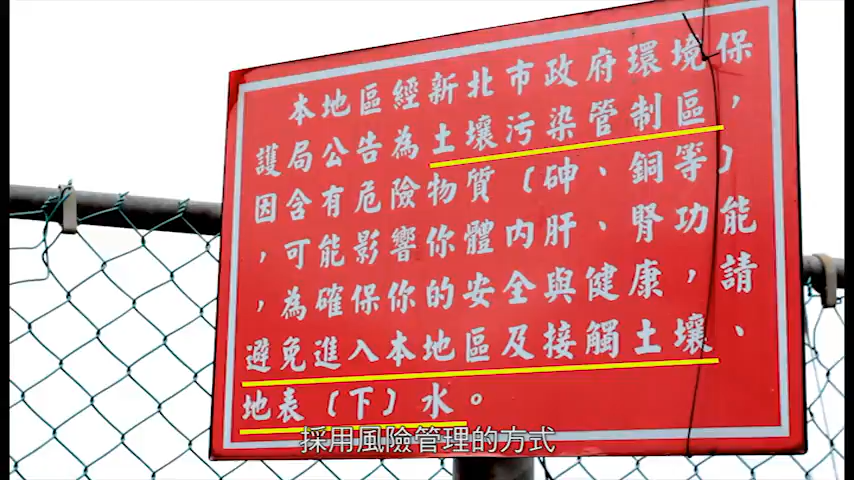 本地區經新北市政府環境保
護局公告為土壤污染管制區，
因含有危險物質（砷、銅等）
，可能影響你體內肝、腎功能
，為確保你的安全與健康，請
避免進入本地區及接觸土壤、
地表（下）水。
採用風險管理的方式